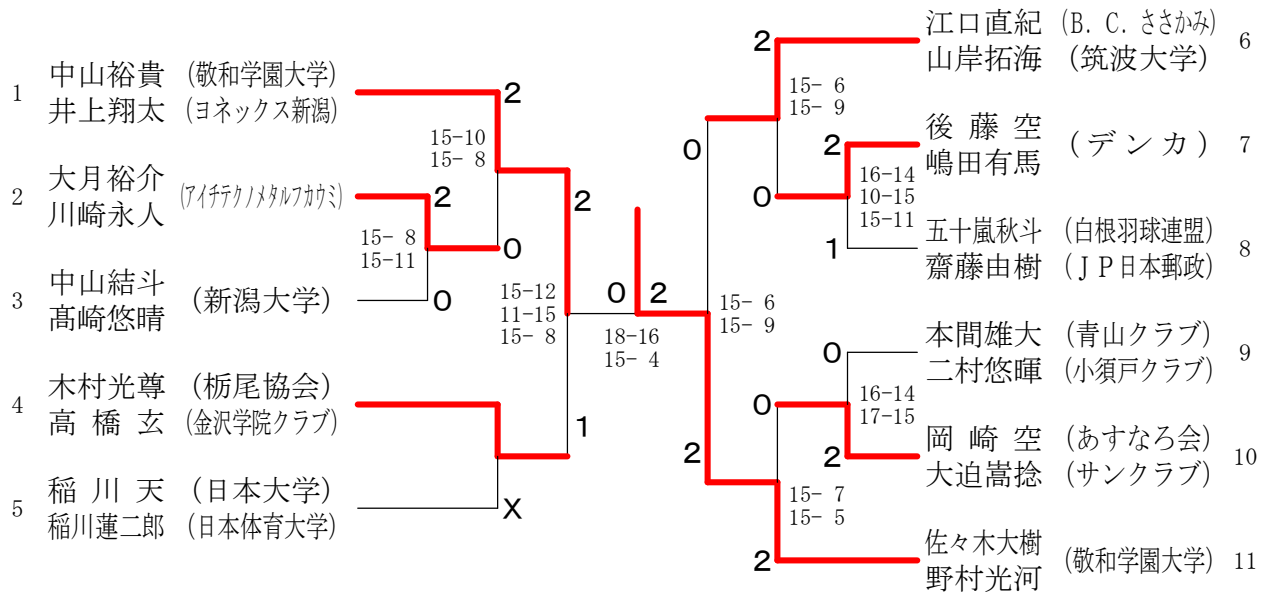 1
中山裕貴 (敬和学園大学)
井上翔太 (ヨネックス新潟)
2
15-10
15- 8
2
大月裕介
川崎永人
(アイチテクノメタルフカウミ)
2
15- 8
15-11
0
3
中山結斗
髙崎悠晴
(新潟大学)
0
2
15-12
11-15
15- 8
4
木村光尊 (栃尾協会)
高橋玄 (金沢学院クラブ)
1
5
稲川天 (日本大学)
稲川蓮二郎 (日本体育大学)
X
0
2
18-16
15- 4
江口直紀 (B. C. ささかみ)
山岸拓海 (筑波大学)
6
2
15- 6
15- 9
0
後藤空
嶋田有馬
(デンカ)
7
2
16-14
10-15
15-11
0
五十嵐秋斗 (白根羽球連盟)
齋藤由樹 (JP日本郵政)
8
1
15- 6
15- 9
本間雄大 (青山クラブ)
二村悠暉 (小須戸クラブ)
9
0
16-14
17-15
0
岡崎空 (あすなろ会)
大迫嵩捻 (サンクラブ)
10
2
2
15- 7
15- 5
佐々木大樹
野村光河
(敬和学園大学)
11
2